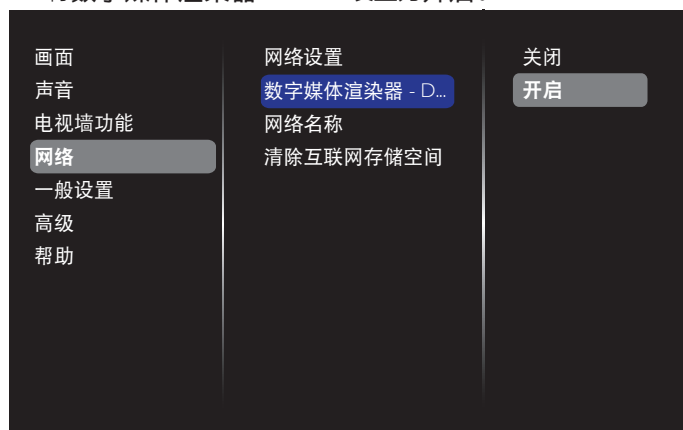 画面
声音
电视墙功能
网络
一般设置
高级
帮助
网络设置
数字媒体渲染器 - D...
网络名称
清除互联网存储空间
关闭
开启